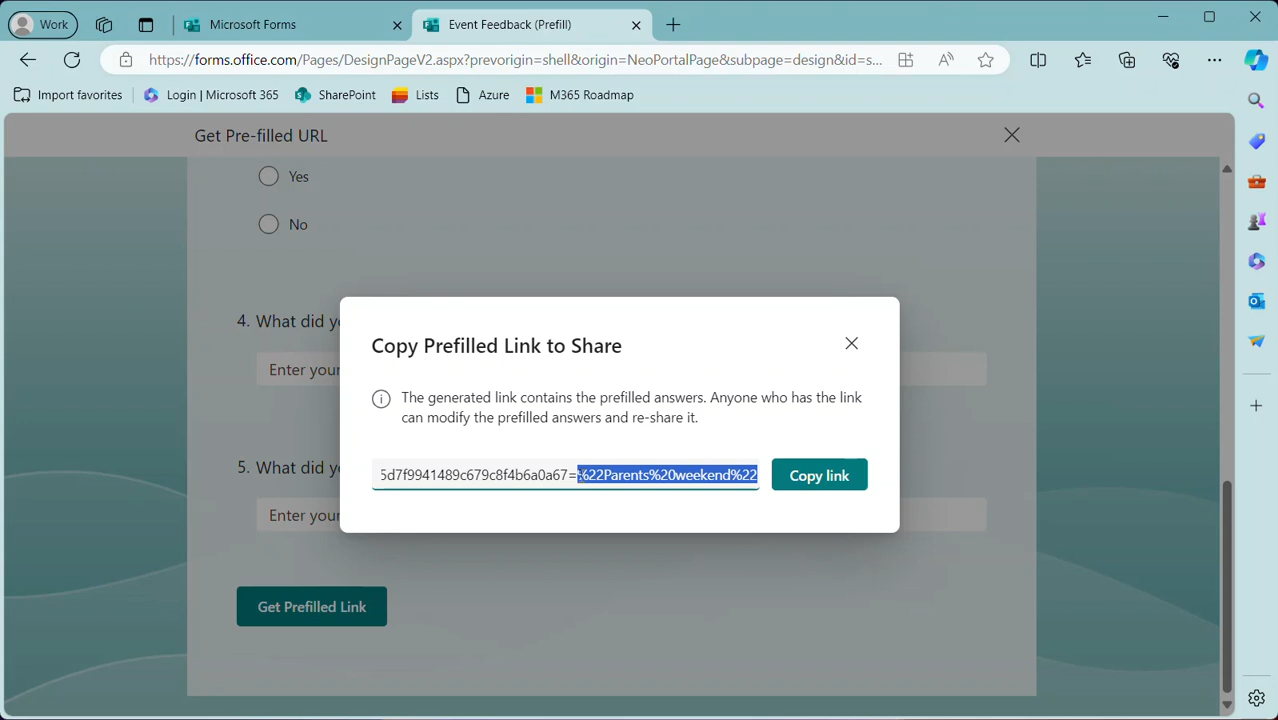 Work
Microsoft Forms
Event Feedback (Prefill)
https://forms.office.com/Pages/DesignPageV2.aspx?prevorigin=shell&origin=NeoPortalPage&subpage=design&id=s...
Import favorites
Login | Microsoft 365
SharePoint
Lists
Azure
M365 Roadmap
Get Pre-filled URL
Yes
No
4. What did yo
Enter your
5. What did yo
Enter your
Copy Prefilled Link to Share
The generated link contains the prefilled answers. Anyone who has the link
can modify the prefilled answers and re-share it.
5d7f9941489c679c8f4b6a0a67=%22Parents%20weekend%22
Copy link
Get Prefilled Link